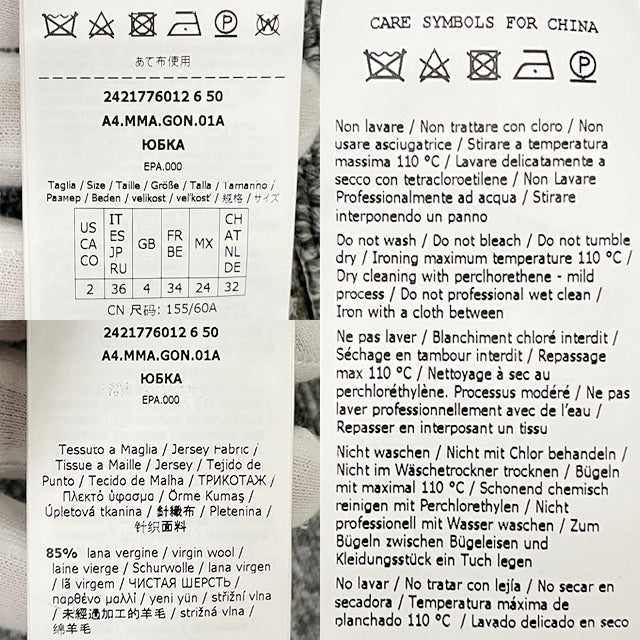 あて布使用
2421776012 6 50
A4.MMA.GON.01A
ЮБКА
EPA.000
Taglia / Size / Taille / Größe / Talla / Tamanho /
Размер / Beden / velikost / vel'kosť / 規格 / サイズ
US CA CO IT ES JP RU GB FR BE MX CH AT NL DE
2 36 4 34 24 32
CN 尺码: 155/60A
2421776012 6 50
A4.MMA.GON.01A
ЮБКА
EPA.000
Tessuto a Maglia / Jersey Fabric /
Tissue a Maille / Jersey / Tejido de
Punto / Tecido de Malha / ТРИКОТАЖ /
Πλεκτό ύφασμα / Örme Kumaş /
Úpletová tkanina / 針織布 / Pletenina /
针织面料
85% lana vergine / virgin wool /
laine vierge / Schurwolle / lana virgen
/ lã virgem / ЧИСТАЯ ШЕРСТЬ /
παρθένο μαλλί / yeni yün / střižní vlna
/ 未經過加工的羊毛 / strižná vlna /
绵羊毛
CARE SYMBOLS FOR CHINA
Non lavare / Non trattare con cloro / Non
usare asciugatrice / Stirare a temperatura
massima 110 °C / Lavare delicatamente a
secco con tetracloroetilene / Non Lavare
Professionalmente ad acqua / Stirare
interponendo un panno
Do not wash / Do not bleach / Do not tumble
dry / Ironing maximum temperature 110 °C /
Dry cleaning with perclhorethene - mild
process / Do not professional wet clean /
Iron with a cloth between
Ne pas laver / Blanchiment chloré interdit /
Séchage en tambour interdit / Repassage
max 110 °C / Nettoyage à sec au
perchloréthylène. Processus modéré / Ne pas
laver professionnellement avec de l'eau /
Repasser en interposant un tissu
Nicht waschen / Nicht mit Chlor behandeln /
Nicht im Wäschetrockner trocknen / Bügeln
mit maximal 110 °C / Schonend chemisch
reinigen mit Perchlorethylen / Nicht
professionell mit Wasser waschen / Zum
Bügeln zwischen Bügeleisen und
Kleidungsstück ein Tuch legen
No lavar / No tratar con lejía / No secar en
secadora / Temperatura máxima de
planchado 110 °C / Lavado delicado en seco